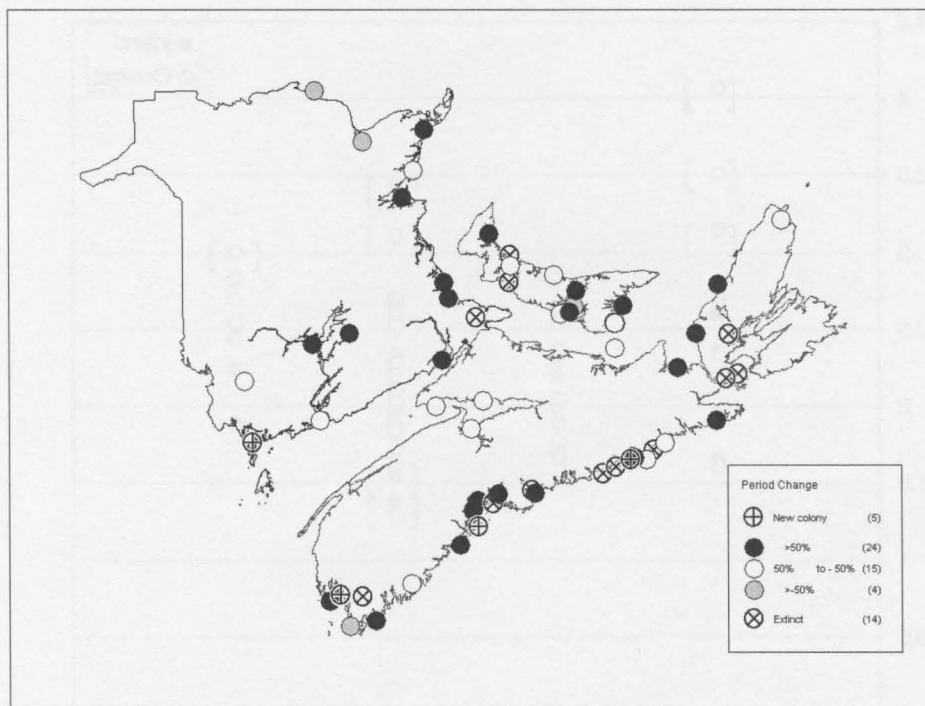 Period Change
New colony (5)
>50% (24)
50% to - 50% (15)
>-50% (4)
Extinct (14)